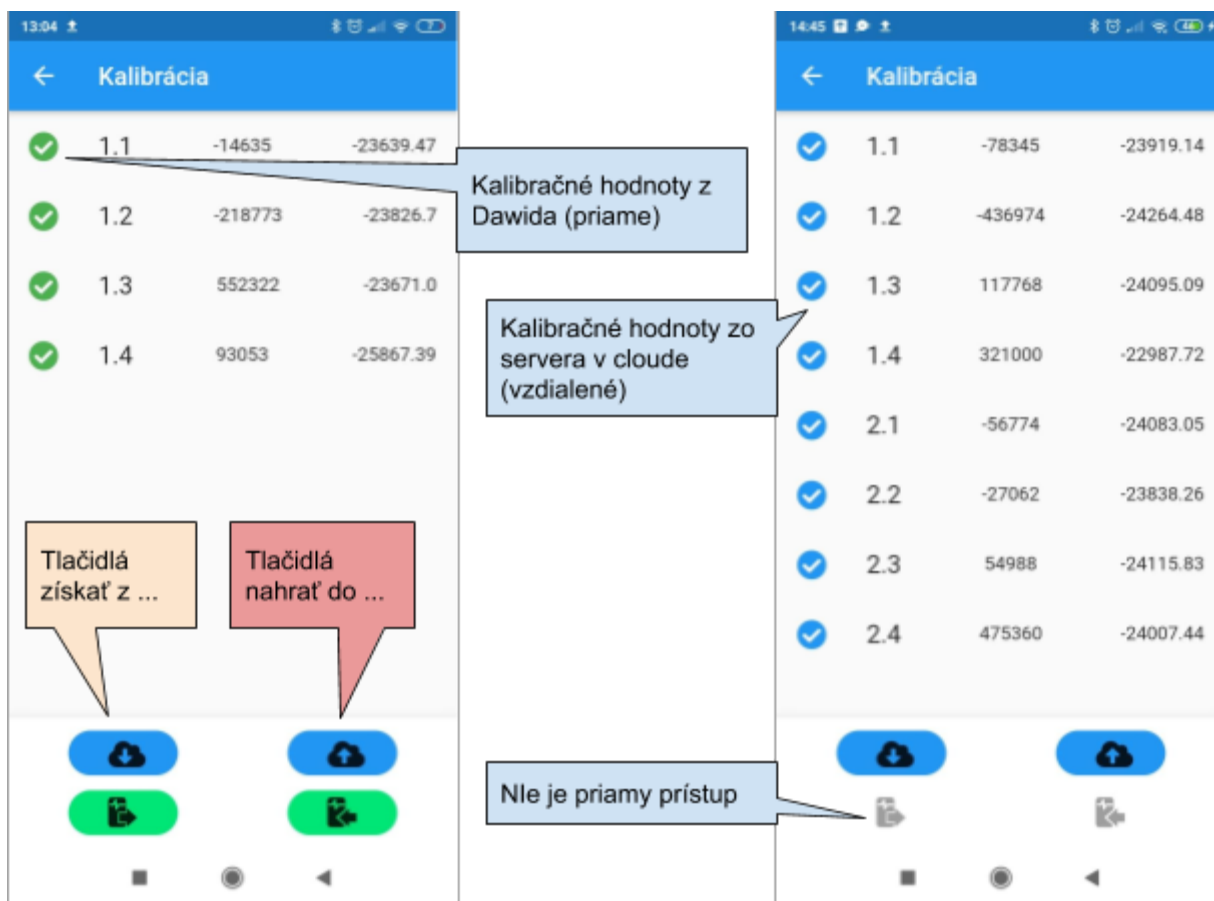 13:04
7
Kalibrácia
1.1 -14635 -23639.47
1.2 -218773 -23826.7
1.3 552322 -23671.0
1.4 93053 -25867.39
Tlačidlá
získať z ...
Tlačidlá
nahrať do ...
Kalibračné hodnoty z
Dawida (priame)
Kalibračné hodnoty zo
servera v cloude
(vzdialené)
NIe je priamy prístup
14:45
46
Kalibrácia
1.1 -78345 -23919.14
1.2 -436974 -24264.48
1.3 117768 -24095.09
1.4 321000 -22987.72
2.1 -56774 -24083.05
2.2 -27062 -23838.26
2.3 54988 -24115.83
2.4 475360 -24007.44